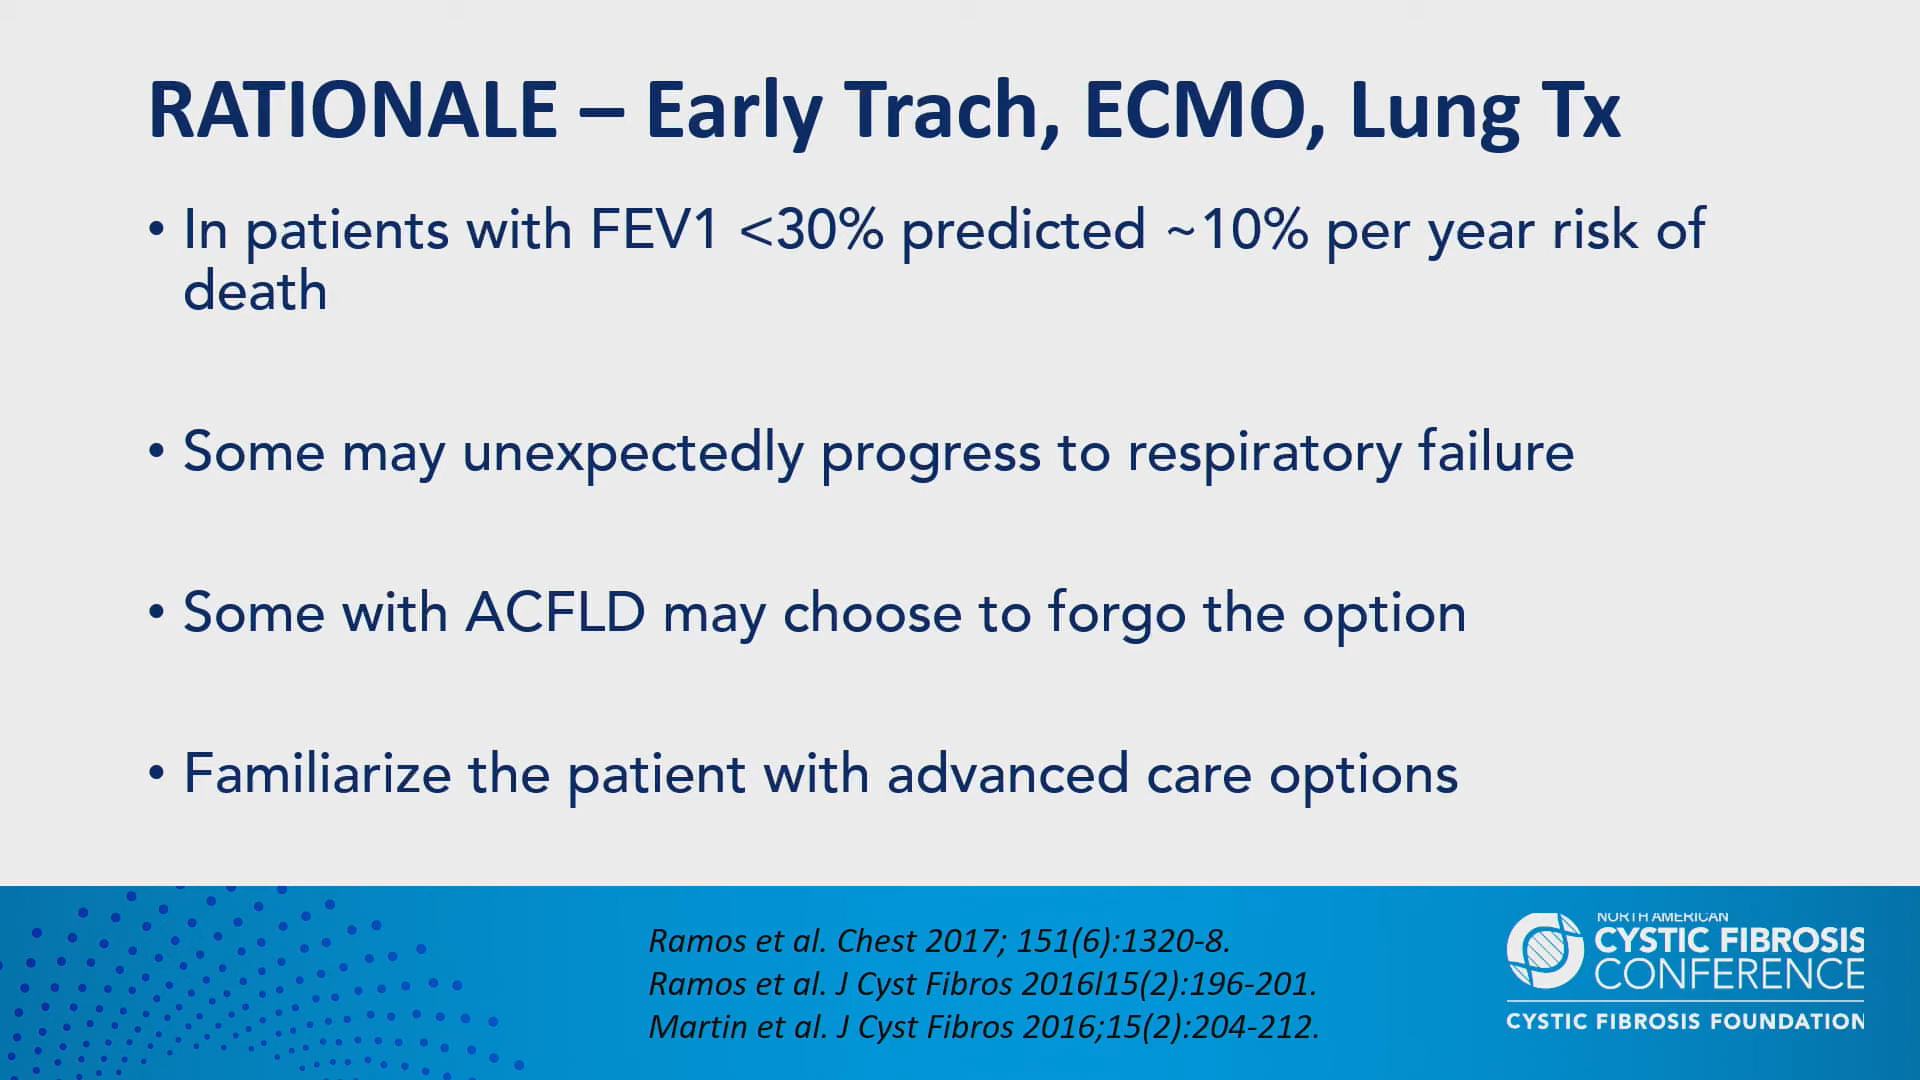 RATIONALE – Early Trach, ECMO, Lung Tx
• In patients with FEV1 <30% predicted ~10% per year risk of
death
• Some may unexpectedly progress to respiratory failure
• Some with ACFLD may choose to forgo the option
• Familiarize the patient with advanced care options
Ramos et al. Chest 2017; 151(6):1320-8.
Ramos et al. J Cyst Fibros 2016l15(2):196-201.
Martin et al. J Cyst Fibros 2016;15(2):204-212.
NORTH AMERICAN
CYSTIC FIBROSIS
CONFERENCE
CYSTIC FIBROSIS FOUNDATION